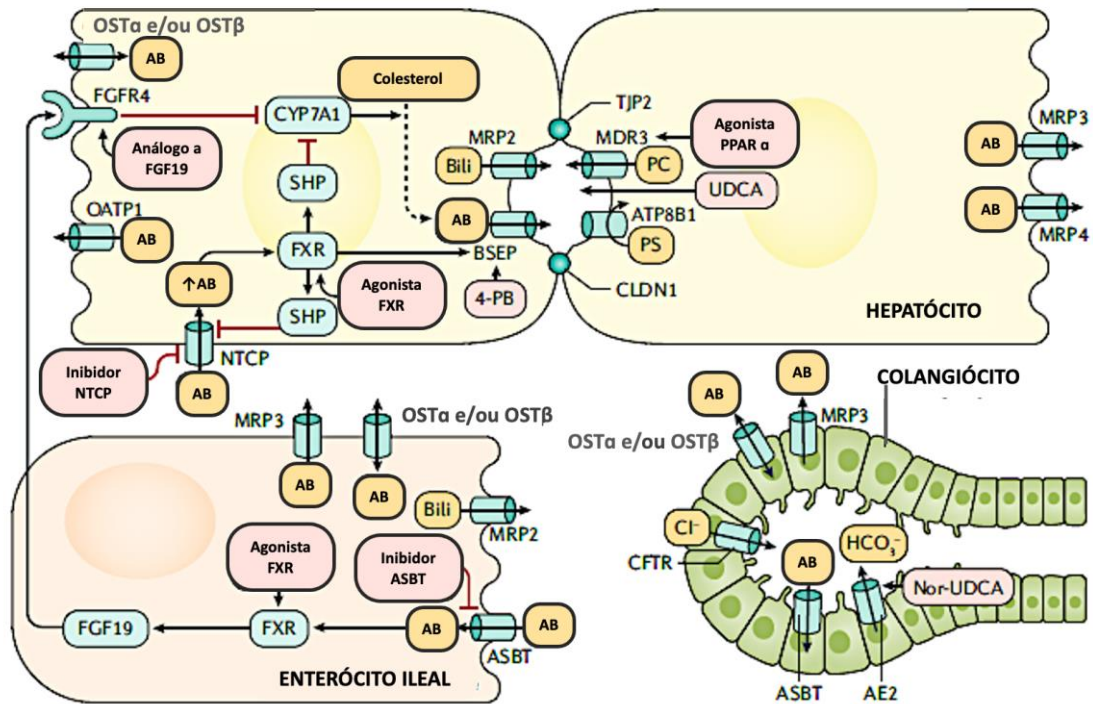 OSTα e/ou OSTβ
AB
FGFR4
Análogo a
FGF19
OATP1
AB
↑AB
Inibidor
NTCP
NTCP
AB
CYP7A1
Colesterol
SHP
FXR
SHP
Agonista
FXR
MRP2
Bili
AB
BSEP
4-PB
TJP2
MDR3
PC
Agonista
PPAR α
UDCA
ATP8B1
PS
CLDN1
HEPATÓCITO
AB
MRP3
AB
MRP4
MRP3
AB
OSTα e/ou OSTβ
AB
Bili
MRP2
Agonista
FXR
Inibidor
ASBT
FGF19
FXR
AB
AB
ASBT
ENTERÓCITO ILEAL
COLANGIÓCITO
AB
AB
MRP3
OSTα e/ou OSTβ
Cl⁻
CFTR
AB
HCO₃⁻
Nor-UDCA
ASBT
AE2